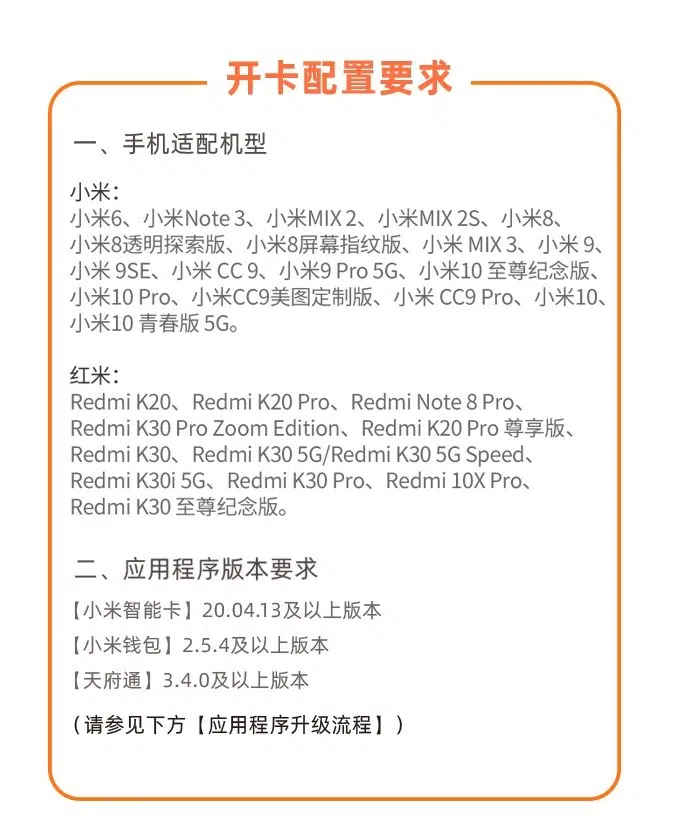 开卡配置要求
一、手机适配机型
小米：
小米6、小米Note 3、小米MIX 2、小米MIX 2S、小米8、
小米8透明探索版、小米8屏幕指纹版、小米 MIX 3、小米 9、
小米 9SE、小米 CC 9、小米9 Pro 5G、小米10 至尊纪念版、
小米10 Pro、小米CC9美图定制版、小米 CC9 Pro、小米10、
小米10 青春版 5G。
红米：
Redmi K20、Redmi K20 Pro、Redmi Note 8 Pro、
Redmi K30 Pro Zoom Edition、Redmi K20 Pro 尊享版、
Redmi K30、Redmi K30 5G/Redmi K30 5G Speed、
Redmi K30i 5G、Redmi K30 Pro、Redmi 10X Pro、
Redmi K30 至尊纪念版。
二、应用程序版本要求
【小米智能卡】20.04.13及以上版本
【小米钱包】2.5.4及以上版本
【天府通】3.4.0及以上版本
（请参见下方【应用程序升级流程】）